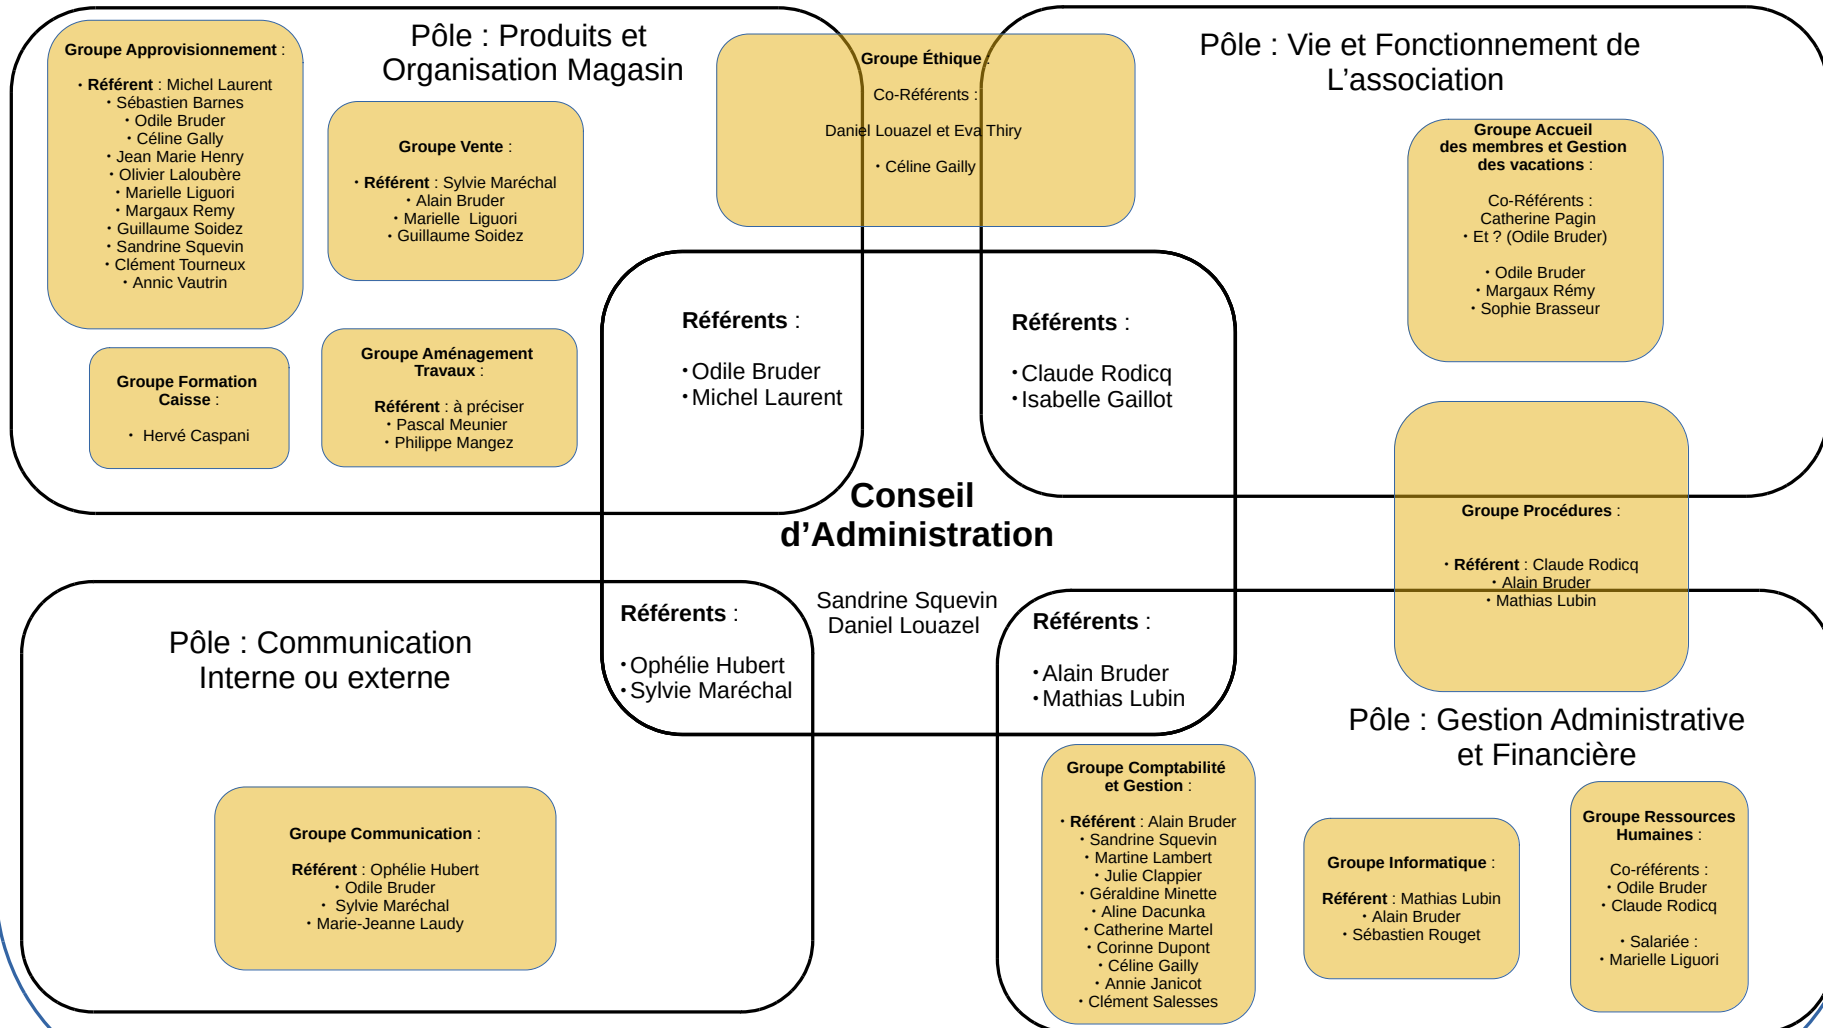 Groupe Approvisionnement :
• Référent : Michel Laurent
• Sébastien Barnes
• Odile Bruder
• Céline Gally
• Jean Marie Henry
• Olivier Laloubère
• Marielle Liguori
• Margaux Remy
• Guillaume Soidez
• Sandrine Squevin
• Clément Tourneux
• Annic Vautrin
Pôle : Produits et
Organisation Magasin
Groupe Vente :
• Référent : Sylvie Maréchal
• Alain Bruder
• Marielle Liguori
• Guillaume Soidez
Groupe Formation
Caisse :
• Hervé Caspani
Groupe Aménagement
Travaux :
Référent : à préciser
• Pascal Meunier
• Philippe Mangez
Groupe Éthique :
Co-Référents :
Daniel Louazel et Eva Thiry
• Céline Gailly
Pôle : Vie et Fonctionnement de
L'association
Groupe Accueil
des membres et Gestion
des vacations :
Co-Référents :
Catherine Pagin
• Et ? (Odile Bruder)
• Odile Bruder
• Margaux Rémy
• Sophie Brasseur
Référents :
• Odile Bruder
• Michel Laurent
Référents :
• Claude Rodicq
• Isabelle Gaillot
Conseil
d’Administration
Sandrine Squevin
Daniel Louazel
Référents :
• Ophélie Hubert
• Sylvie Maréchal
Référents :
• Alain Bruder
• Mathias Lubin
Groupe Procédures :
• Référent : Claude Rodicq
• Alain Bruder
• Mathias Lubin
Pôle : Communication
Interne ou externe
Groupe Communication :
Référent : Ophélie Hubert
• Odile Bruder
• Sylvie Maréchal
• Marie-Jeanne Laudy
Pôle : Gestion Administrative
et Financière
Groupe Comptabilité
et Gestion :
• Référent : Alain Bruder
• Sandrine Squevin
• Martine Lambert
• Julie Clappier
• Géraldine Minette
• Aline Dacunka
• Catherine Martel
• Corinne Dupont
• Céline Gailly
• Annie Janicot
• Clément Salesses
Groupe Informatique :
Référent : Mathias Lubin
• Alain Bruder
• Sébastien Rouget
Groupe Ressources
Humaines :
Co-référents :
• Odile Bruder
• Claude Rodicq
• Salariée :
• Marielle Liguori